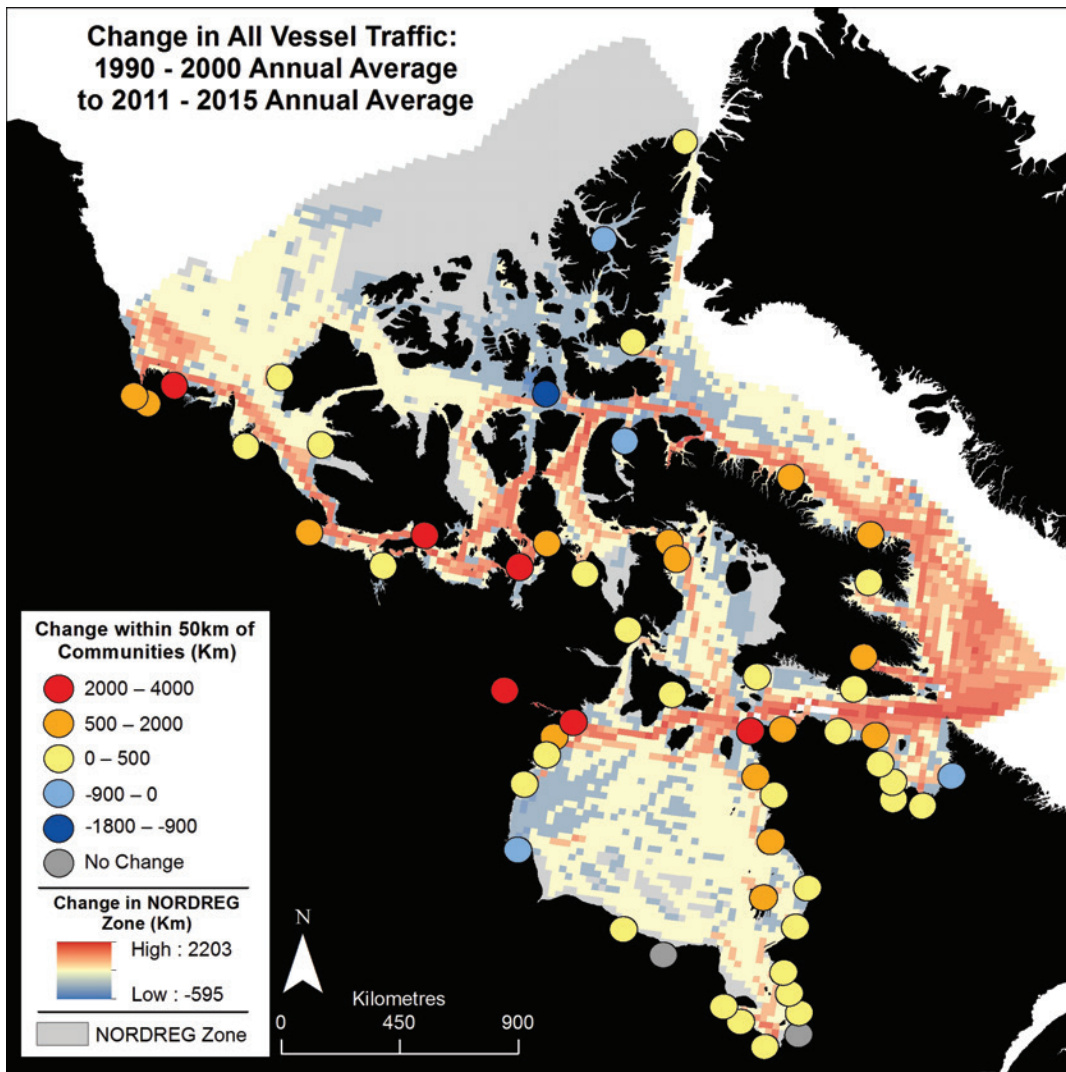 Change in All Vessel Traffic:
1990 - 2000 Annual Average
to 2011 - 2015 Annual Average
Change within 50km of
Communities (Km)
2000 – 4000
500 – 2000
0 – 500
-900 – 0
-1800 – -900
No Change
Change in NORDREG
Zone (Km)
High : 2203
Low : -595
NORDREG Zone
N
Kilometres
0 450 900